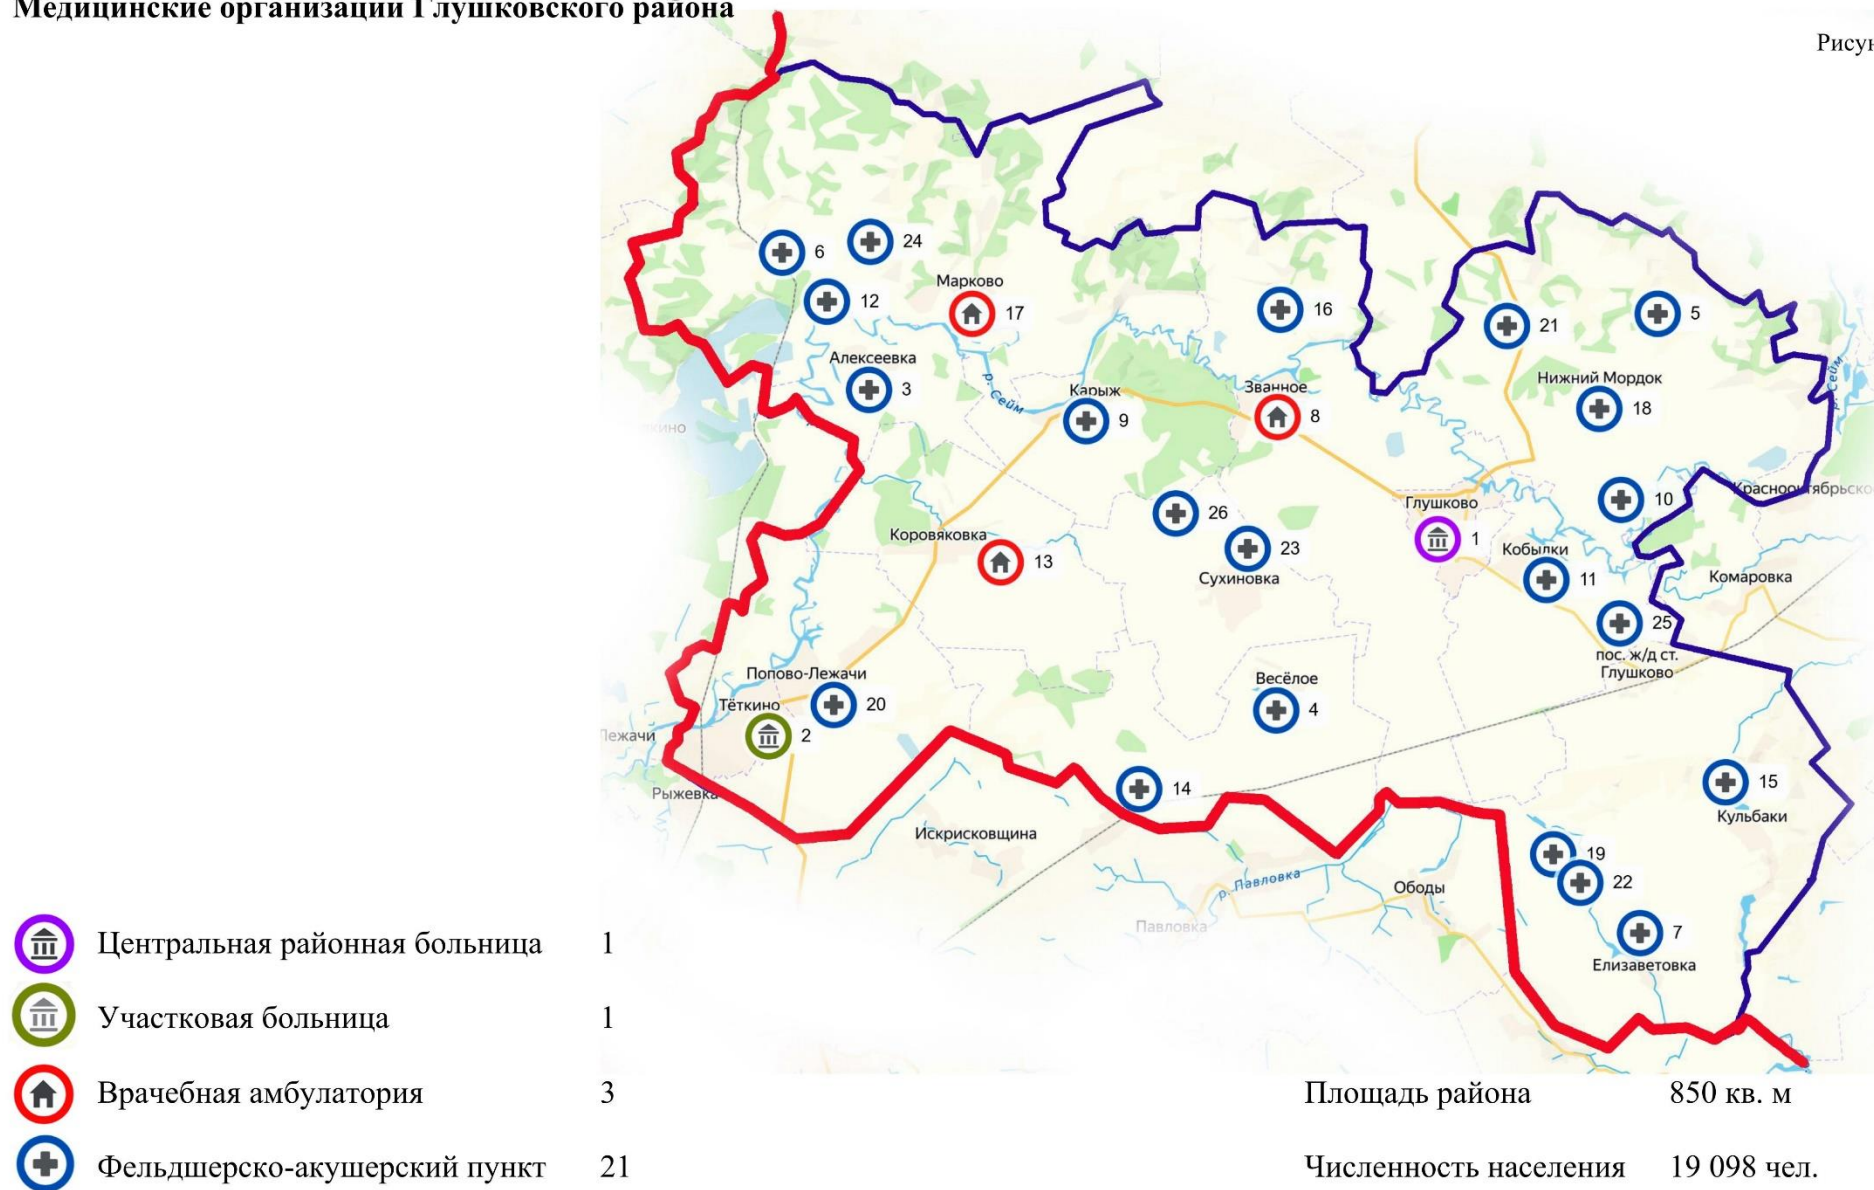 Медицинские организации Глушковского района
Рисун
6
24
12
Марково
17
16
21
5
Алексеевка
3
р. Сейм
Карыж
9
Званное
8
Нижний Мордок
18
р. Сейм
кино
26
Глушково
1
10
Краснооктябрьско
Коровяковка
13
23
Сухиновка
Кобылки
11
Комаровка
25
пос. ж/д ст.
Глушково
Попово-Лежачи
20
Тёткино
2
Лежачи
Весёлое
4
14
15
Кульбаки
Рыжевка
Искрисковщина
19
22
р. Павловка
Ободы
Павловка
7
Елизаветовка
Центральная районная больница 1
Участковая больница 1
Врачебная амбулатория 3
Фельдшерско-акушерский пункт 21
Площадь района 850 кв. м
Численность населения 19 098 чел.